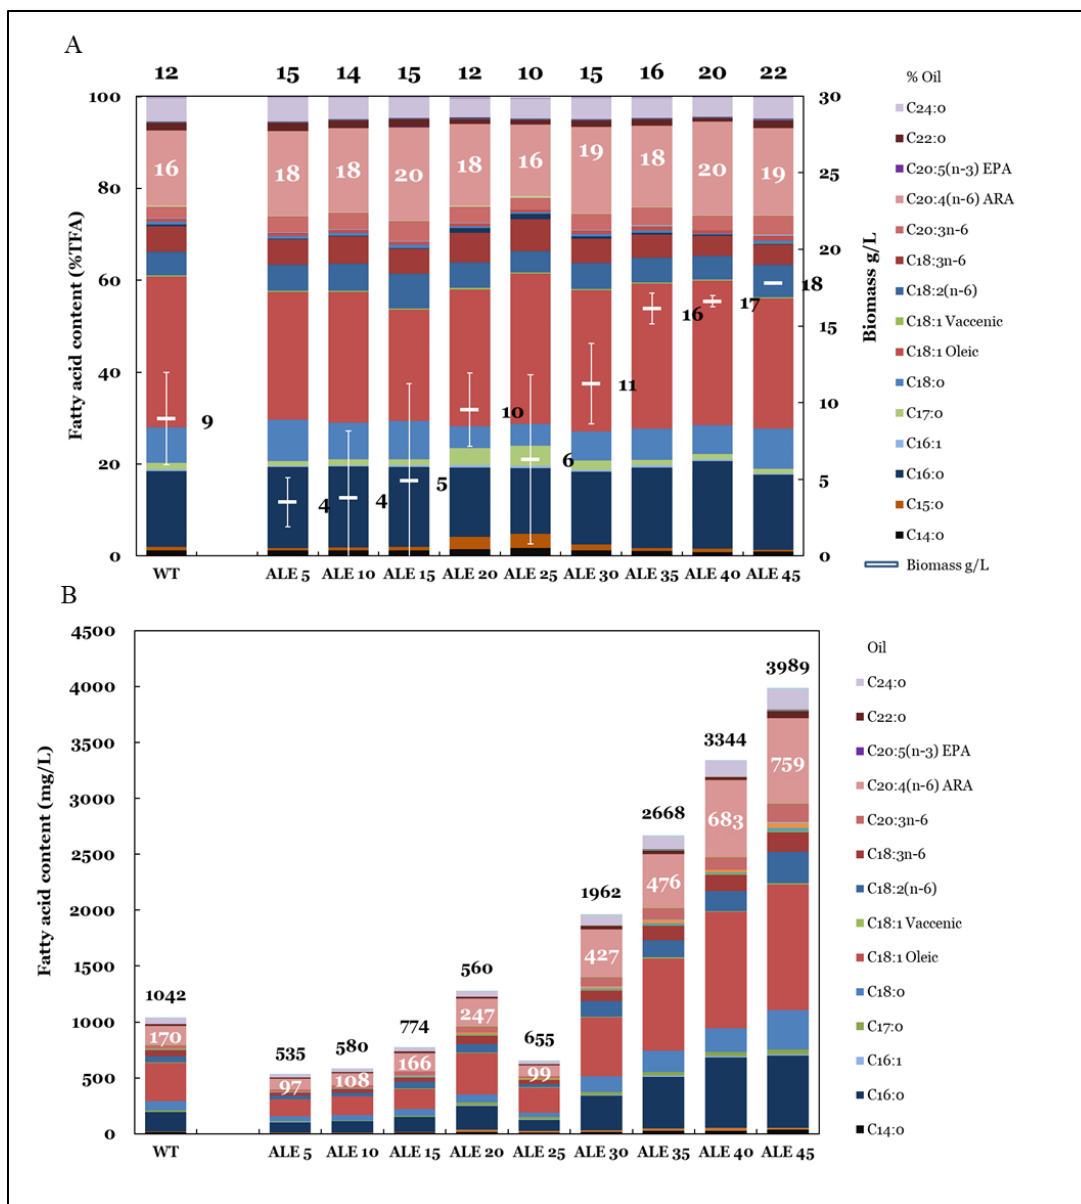 A
12 15 14 15 12 10 15 16 20 22
% Oil
100 30
C24:0
C22:0
C20:5(n-3) EPA
C20:4(n-6) ARA
C20:3n-6
C18:3n-6
C18:2(n-6)
C18:1 Vaccenic
C18:1 Oleic
C18:0
C17:0
C16:1
C16:0
C15:0
C14:0
Biomass g/L
16 18 18 20 18 16 19 18 20 19
80 25
60 20
40 15
20 10
0 5
0
Fatty acid content (%TFA)
Biomass g/L
9 4 4 5 10 6 11 16 17 18
WT ALE 5 ALE 10 ALE 15 ALE 20 ALE 25 ALE 30 ALE 35 ALE 40 ALE 45
B
4500
4000
3500
3000
2500
2000
1500
1000
500
0
Fatty acid content (mg/L)
1042 535 580 774 560 655 1962 2668 3344 3989
170 97 108 166 247 99 427 476 683 759
WT ALE 5 ALE 10 ALE 15 ALE 20 ALE 25 ALE 30 ALE 35 ALE 40 ALE 45
Oil
C24:0
C22:0
C20:5(n-3) EPA
C20:4(n-6) ARA
C20:3n-6
C18:3n-6
C18:2(n-6)
C18:1 Vaccenic
C18:1 Oleic
C18:0
C17:0
C16:1
C16:0
C14:0